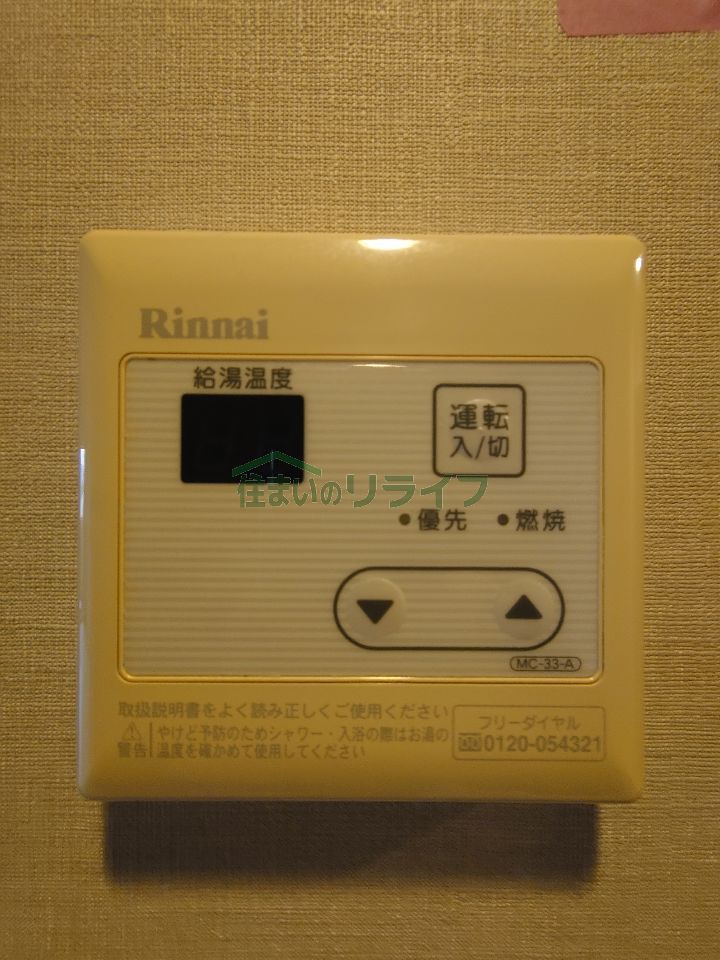 Rinnai
給湯温度
運転
入/切
住まいのリライフ
優先 燃焼
MC-33-A
取扱説明書をよく読み正しくご使用ください
警告 やけど予防のためシャワー・入浴の際はお湯の
温度を確かめて使用してください
フリーダイヤル
0120-054321